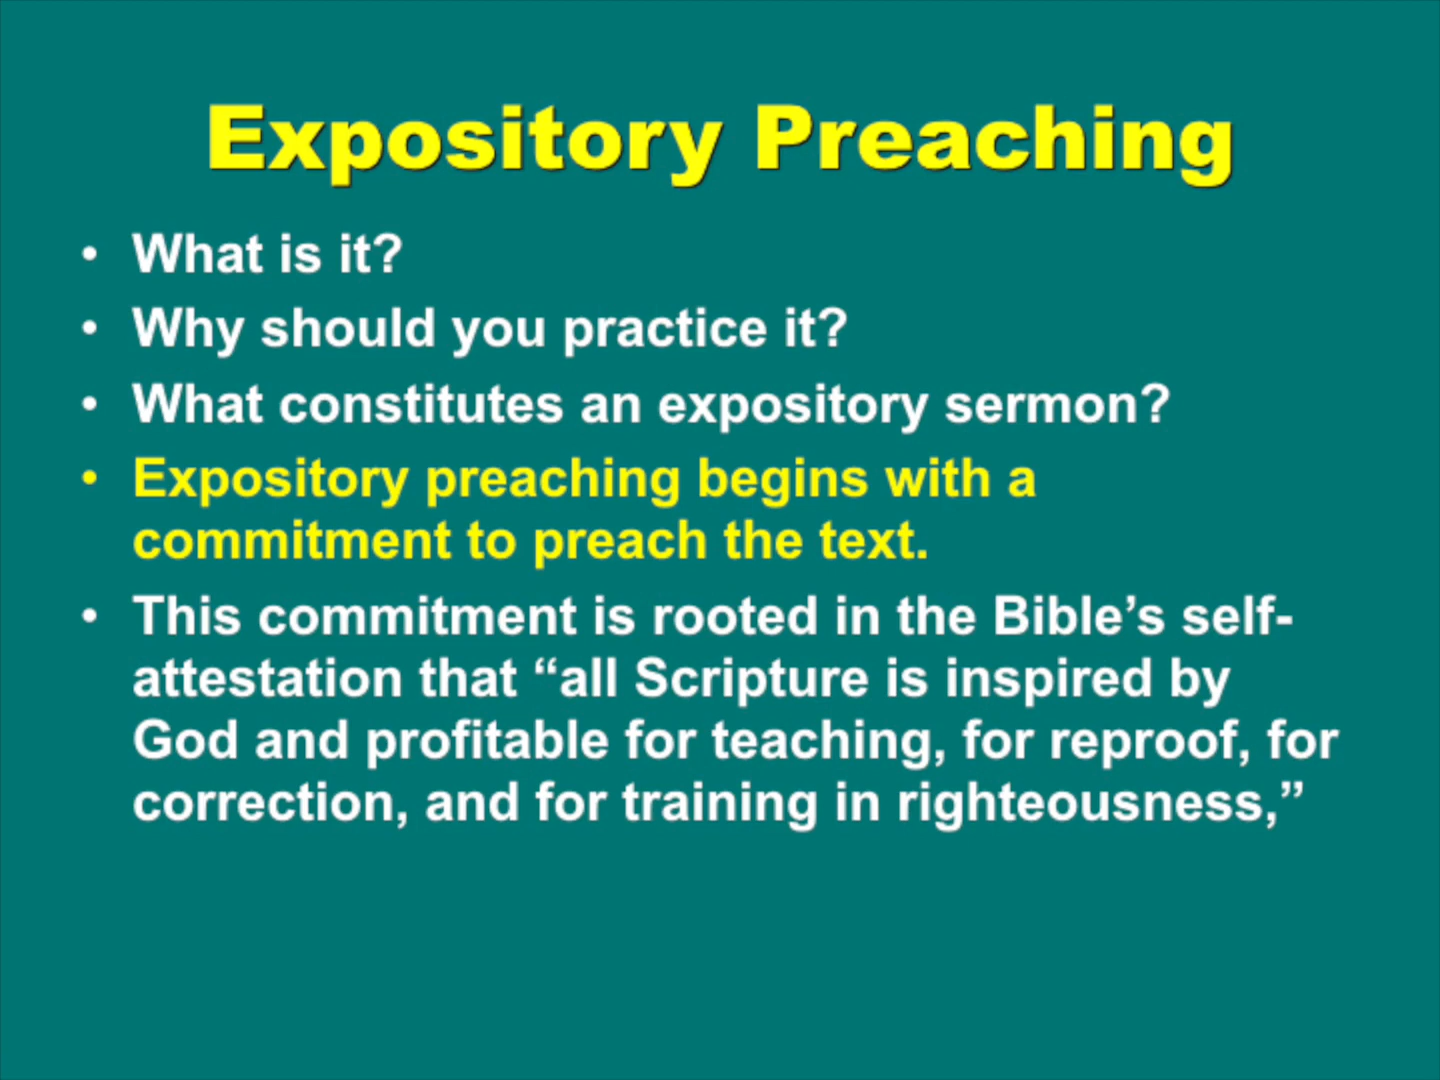 Expository Preaching
• What is it?
• Why should you practice it?
• What constitutes an expository sermon?
• Expository preaching begins with a
commitment to preach the text.
• This commitment is rooted in the Bible’s self-
attestation that “all Scripture is inspired by
God and profitable for teaching, for reproof, for
correction, and for training in righteousness,”